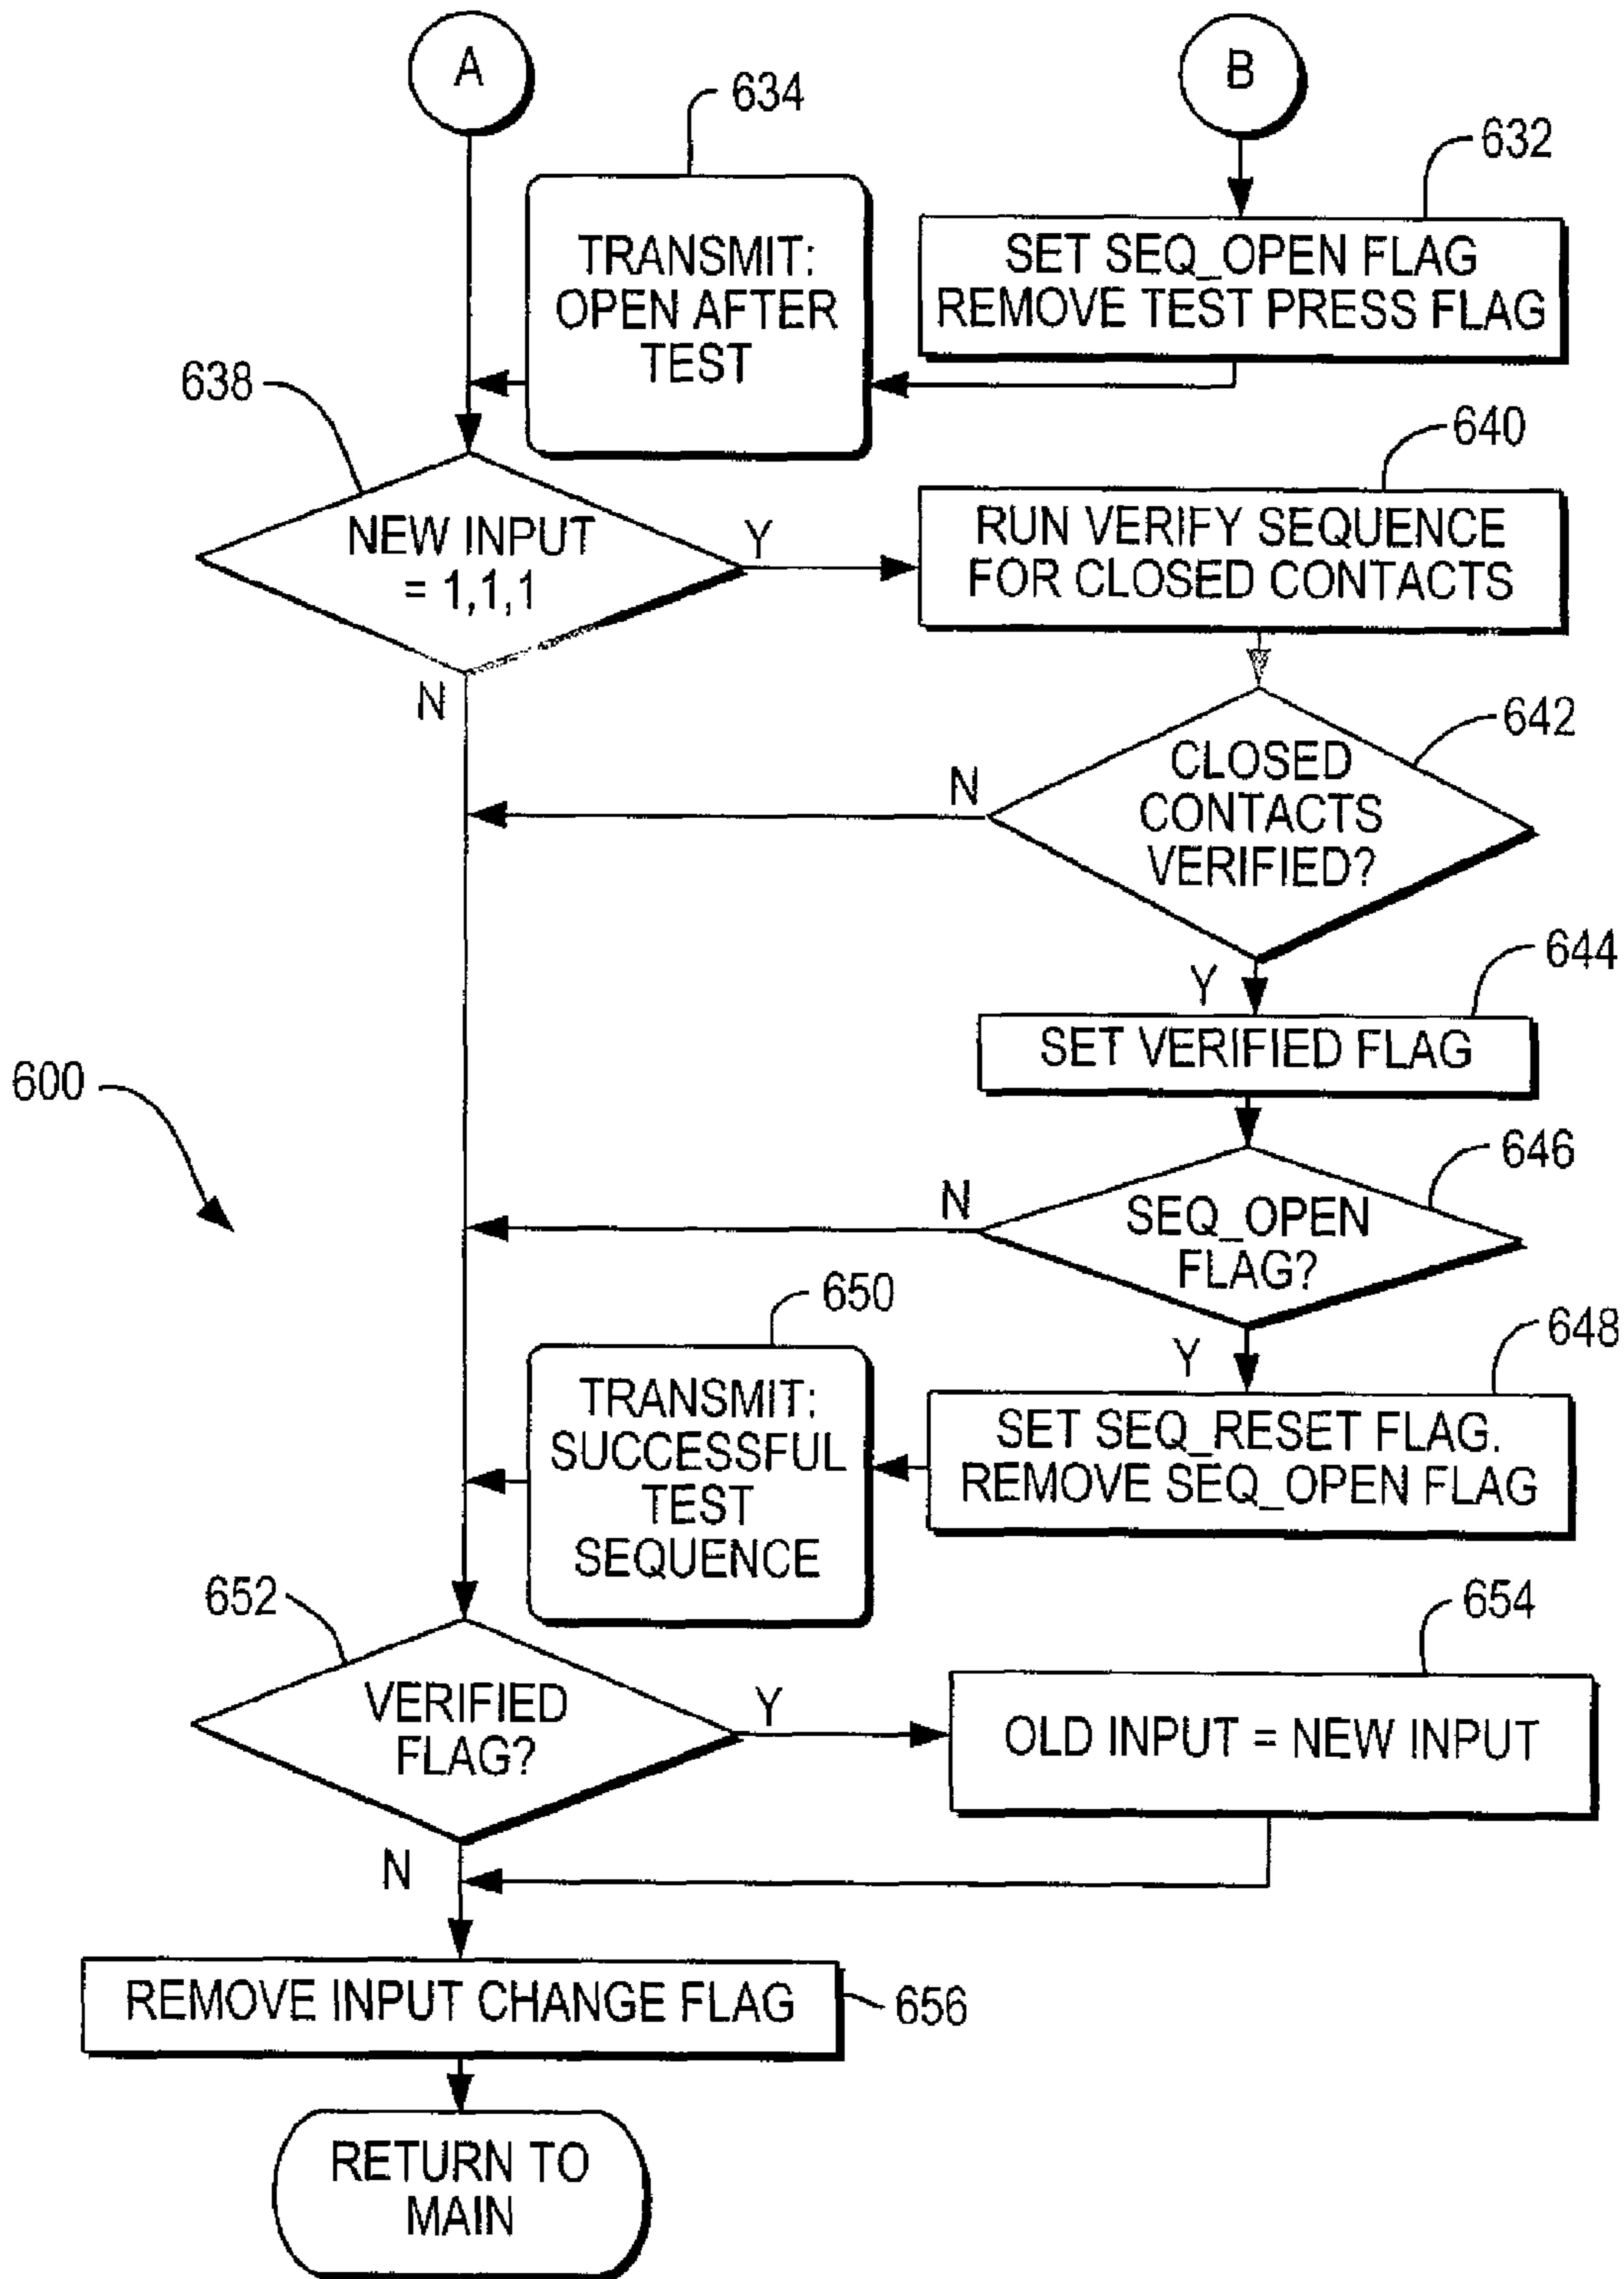 A
B
634
632
TRANSMIT:
OPEN AFTER
TEST
SET SEQ_OPEN FLAG
REMOVE TEST PRESS FLAG
638
640
NEW INPUT
= 1,1,1
Y
N
RUN VERIFY SEQUENCE
FOR CLOSED CONTACTS
642
CLOSED
CONTACTS
VERIFIED?
N
Y
644
SET VERIFIED FLAG
600
646
SEQ_OPEN
FLAG?
N
Y
650
648
TRANSMIT:
SUCCESSFUL
TEST
SEQUENCE
SET SEQ_RESET FLAG.
REMOVE SEQ_OPEN FLAG
652
654
VERIFIED
FLAG?
Y
N
OLD INPUT = NEW INPUT
REMOVE INPUT CHANGE FLAG
656
RETURN TO
MAIN